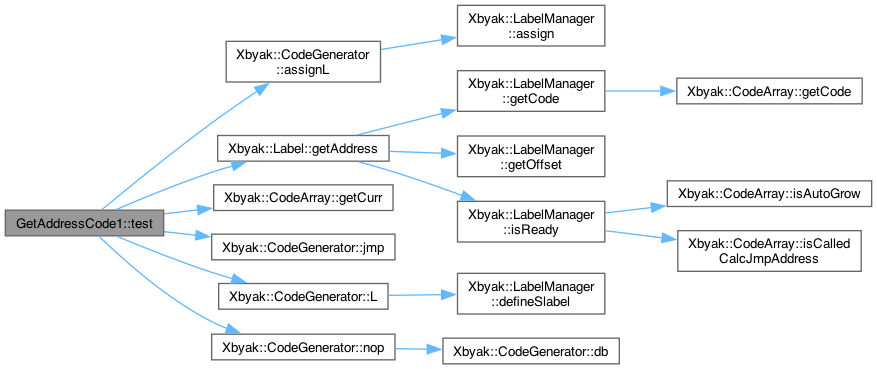 GetAddressCode1::test
Xbyak::CodeGenerator
::assignL
Xbyak::LabelManager
::assign
Xbyak::Label::getAddress
Xbyak::LabelManager
::getCode
Xbyak::CodeArray::getCode
Xbyak::LabelManager
::getOffset
Xbyak::LabelManager
::isReady
Xbyak::CodeArray::isAutoGrow
Xbyak::CodeArray::isCalled
CalcJmpAddress
Xbyak::CodeArray::getCurr
Xbyak::CodeGenerator::jmp
Xbyak::CodeGenerator::L
Xbyak::LabelManager
::defineSlabel
Xbyak::CodeGenerator::nop
Xbyak::CodeGenerator::db